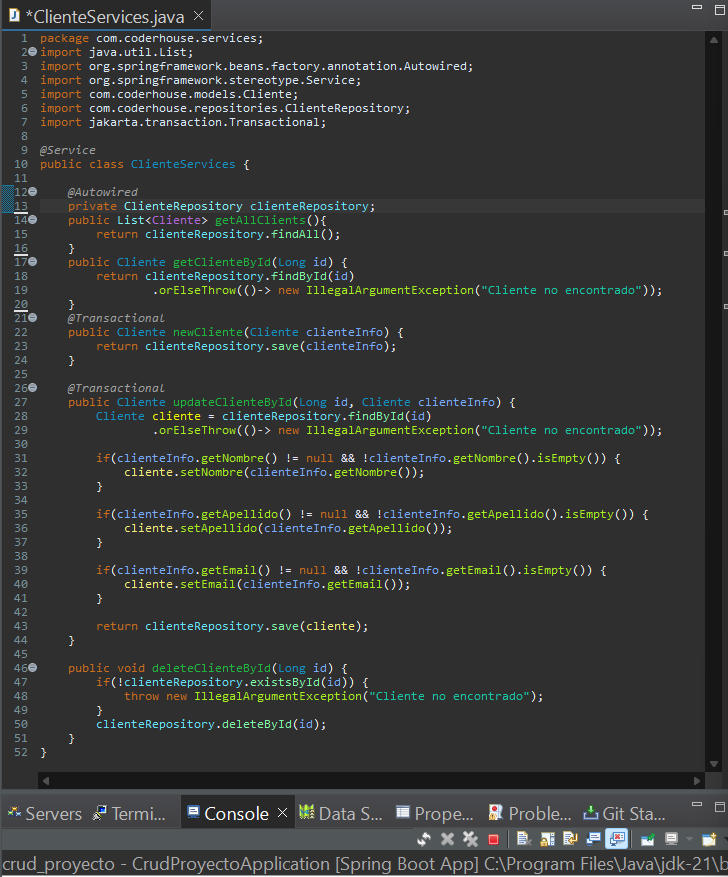 *ClienteServices.java
1 package com.coderhouse.services;
2 import java.util.List;
3 import org.springframework.beans.factory.annotation.Autowired;
4 import org.springframework.stereotype.Service;
5 import com.coderhouse.models.Cliente;
6 import com.coderhouse.repositories.ClienteRepository;
7 import jakarta.transaction.Transactional;
8
9 @Service
10 public class ClienteServices {
11
12     @Autowired
13     private ClienteRepository clienteRepository;
14     public List<Cliente> getAllClients(){
15         return clienteRepository.findAll();
16     }
17     public Cliente getClienteById(Long id) {
18         return clienteRepository.findById(id)
19                 .orElseThrow(()-> new IllegalArgumentException("Cliente no encontrado"));
20     }
21     @Transactional
22     public Cliente newCliente(Cliente clienteInfo) {
23         return clienteRepository.save(clienteInfo);
24     }
25
26     @Transactional
27     public Cliente updateClienteById(Long id, Cliente clienteInfo) {
28         Cliente cliente = clienteRepository.findById(id)
29                 .orElseThrow(()-> new IllegalArgumentException("Cliente no encontrado"));
30
31         if(clienteInfo.getNombre() != null && !clienteInfo.getNombre().isEmpty()) {
32             cliente.setNombre(clienteInfo.getNombre());
33         }
34
35         if(clienteInfo.getApellido() != null && !clienteInfo.getApellido().isEmpty()) {
36             cliente.setApellido(clienteInfo.getApellido());
37         }
38
39         if(clienteInfo.getEmail() != null && !clienteInfo.getEmail().isEmpty()) {
40             cliente.setEmail(clienteInfo.getEmail());
41         }
42
43         return clienteRepository.save(cliente);
44     }
45
46     public void deleteClienteById(Long id) {
47         if(!clienteRepository.existsById(id)) {
48             throw new IllegalArgumentException("Cliente no encontrado");
49         }
50         clienteRepository.deleteById(id);
51     }
52 }
Servers Termi... Console Data S... Prope... Proble... Git Sta...
crud_proyecto - CrudProyectoApplication [Spring Boot App] C:\Program Files\Java\jdk-21\b